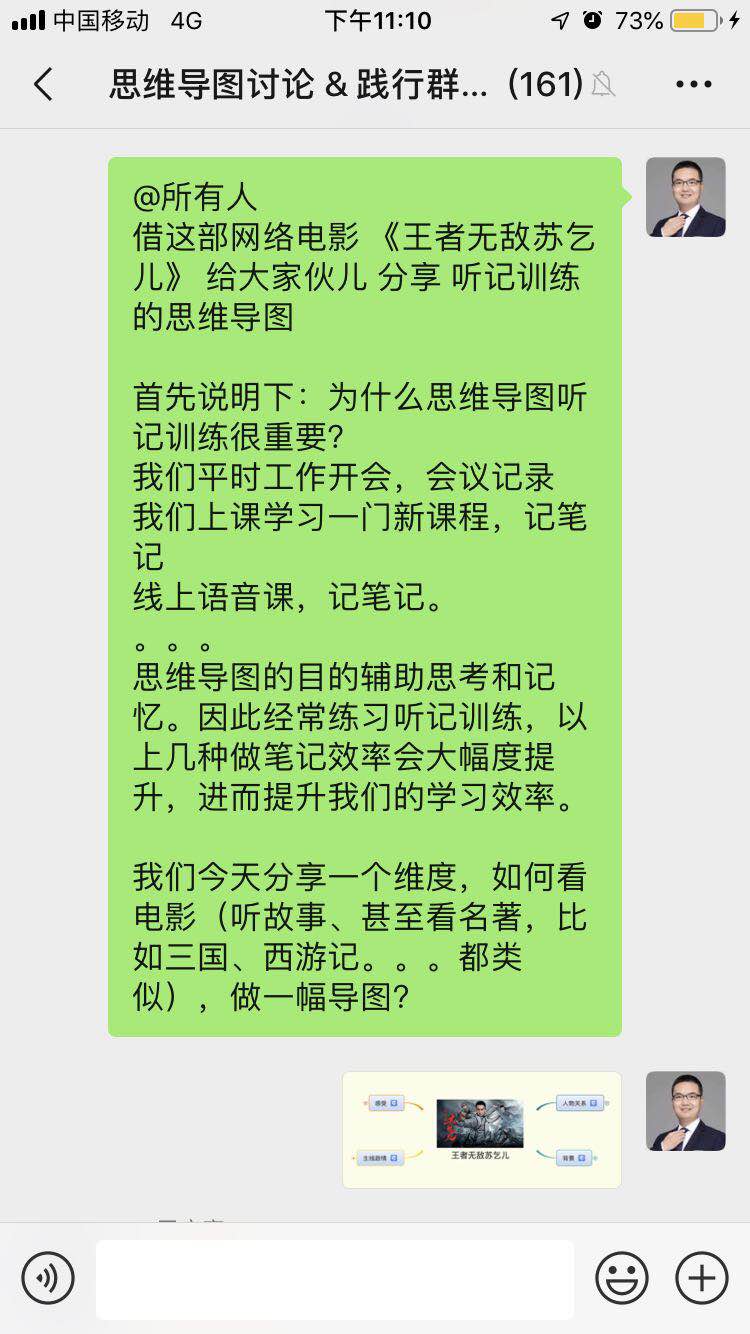 中国移动 4G 下午11:10 73%
思维导图讨论 & 践行群... (161)
@所有人
借这部网络电影 《王者无敌苏乞
儿》 给大家伙儿 分享 听记训练
的思维导图
首先说明下：为什么思维导图听
记训练很重要?
我们平时工作开会，会议记录
我们上课学习一门新课程，记笔
记
线上语音课，记笔记。
。。。
思维导图的目的辅助思考和记
忆。因此经常练习听记训练，以
上几种做笔记效率会大幅度提
升，进而提升我们的学习效率。
我们今天分享一个维度，如何看
电影（听故事、甚至看名著，比
如三国、西游记。。。都类
似），做一幅导图?
感受
人物关系
王者无敌苏乞儿
主线剧情
背景